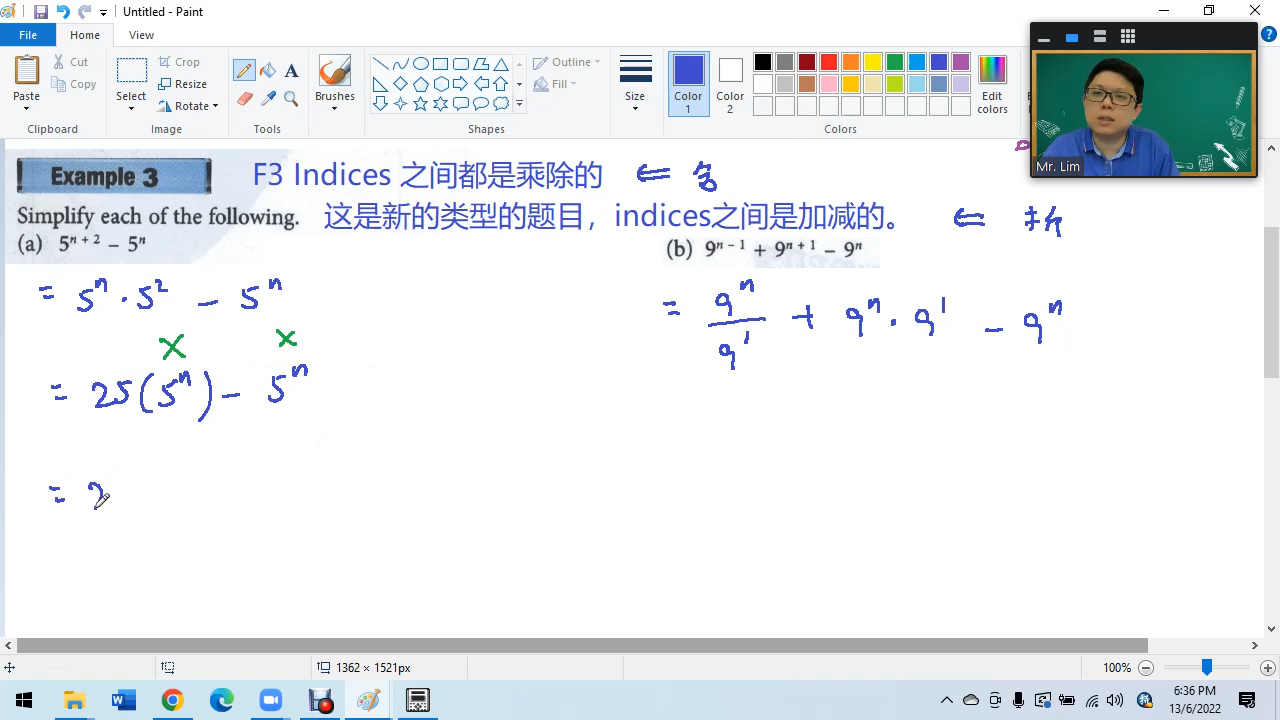 Untitled - Paint
File Home View
Paste Cut Copy Clipboard
Select Crop Resize Rotate Image
Tools
Brushes
Shapes
Outline Fill
Size
Color 1 Color 2 Colors
Edit colors
Mr. Lim
Example 3 F3 Indices 之间都是乘除的 ⇐
Simplify each of the following. 这是新的类型的题目，indices之间是加减的。 ⇐
(a) 5ⁿ⁺² – 5ⁿ
= 5ⁿ · 5² – 5ⁿ
x x
= 25(5ⁿ) – 5ⁿ
= 2
(b) 9ⁿ⁻¹ + 9ⁿ⁺¹ – 9ⁿ
= 9ⁿ/9¹ + 9ⁿ · 9¹ – 9ⁿ
1362 × 1521px 100%
6:36 PM
13/6/2022